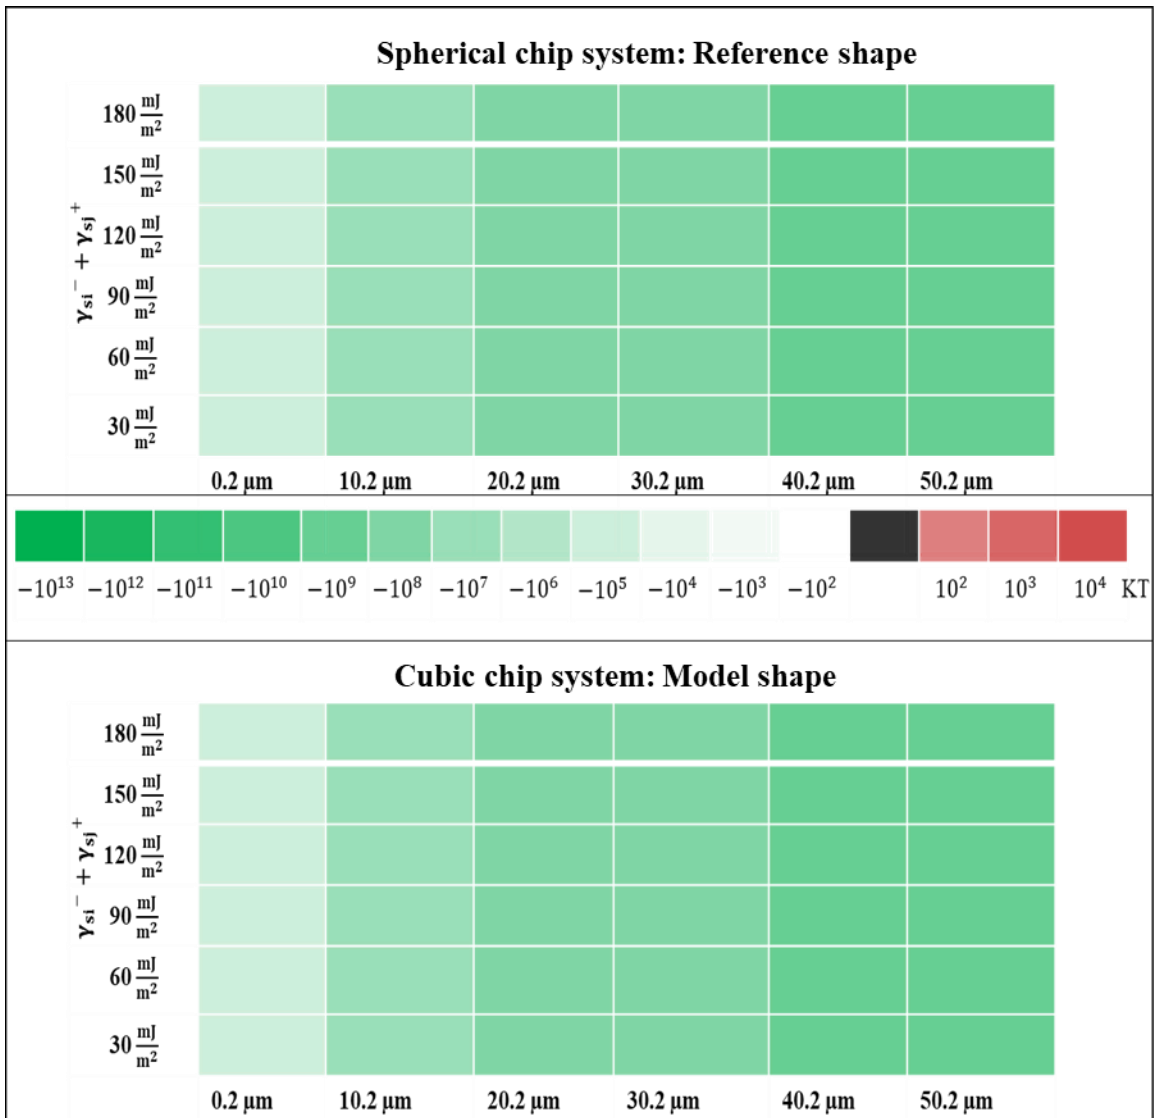 Spherical chip system: Reference shape
γsi⁻ + γsj⁺
180 mJ/m²
150 mJ/m²
120 mJ/m²
90 mJ/m²
60 mJ/m²
30 mJ/m²
0.2 μm 10.2 μm 20.2 μm 30.2 μm 40.2 μm 50.2 μm
−10¹³ −10¹² −10¹¹ −10¹⁰ −10⁹ −10⁸ −10⁷ −10⁶ −10⁵ −10⁴ −10³ −10² 10² 10³ 10⁴ KT
Cubic chip system: Model shape
γsi⁻ + γsj⁺
180 mJ/m²
150 mJ/m²
120 mJ/m²
90 mJ/m²
60 mJ/m²
30 mJ/m²
0.2 μm 10.2 μm 20.2 μm 30.2 μm 40.2 μm 50.2 μm